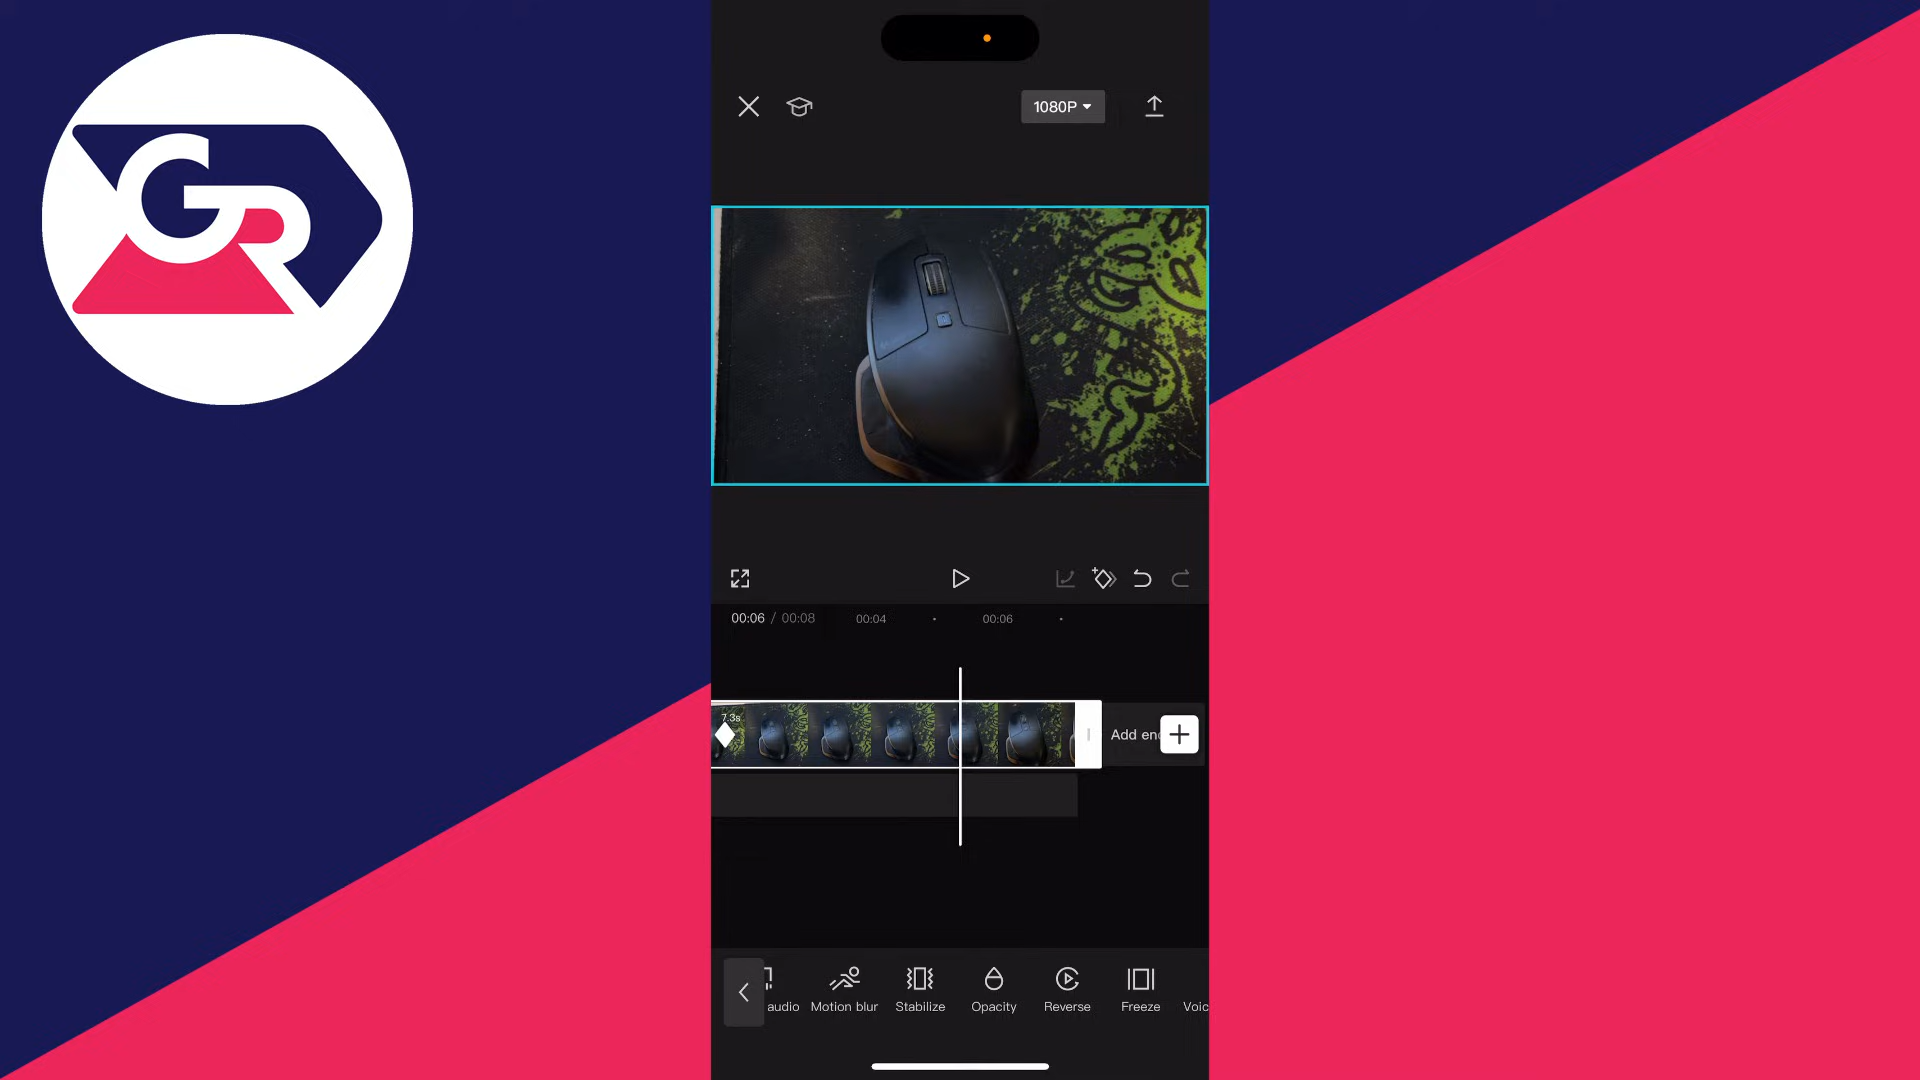 GR
1080P
00:06 / 00:08
00:04
00:06
7.3s
Add en
audio
Motion blur
Stabilize
Opacity
Reverse
Freeze
Voic